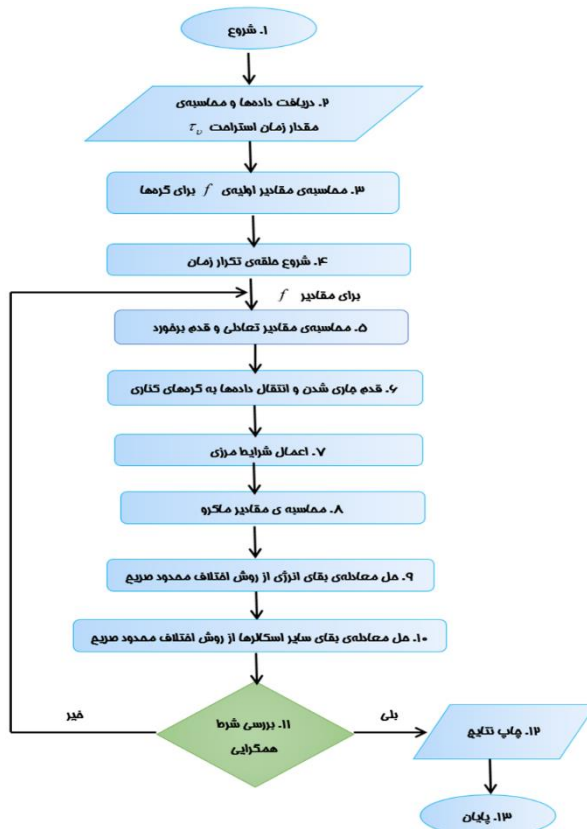 ۱. شروع
۲. دریافت داده‌ها و محاسبه‌ی
مقدار زمان استراحت τ_υ
۳. محاسبه‌ی مقادیر اولیه‌ی f برای گره‌ها
۴. شروع حلقه‌ی تکرار زمان
برای مقادیر f
۵. محاسبه‌ی مقادیر تعادلی و قدم برخورد
۶. قدم جاری شدن و انتقال داده‌ها به گره‌های کناری
۷. اعمال شرایط مرزی
۸. محاسبه ی مقادیر ماکرو
۹. حل معادله‌ی بقای انرژی از روش اختلاف محدود صریح
۱۰. حل معادله‌ی بقای سایر اسکالرها از روش اختلاف محدود صریح
۱۱. بررسی شرط
همگرایی
خیر
بلی
۱۲. چاپ نتایج
۱۳. پایان